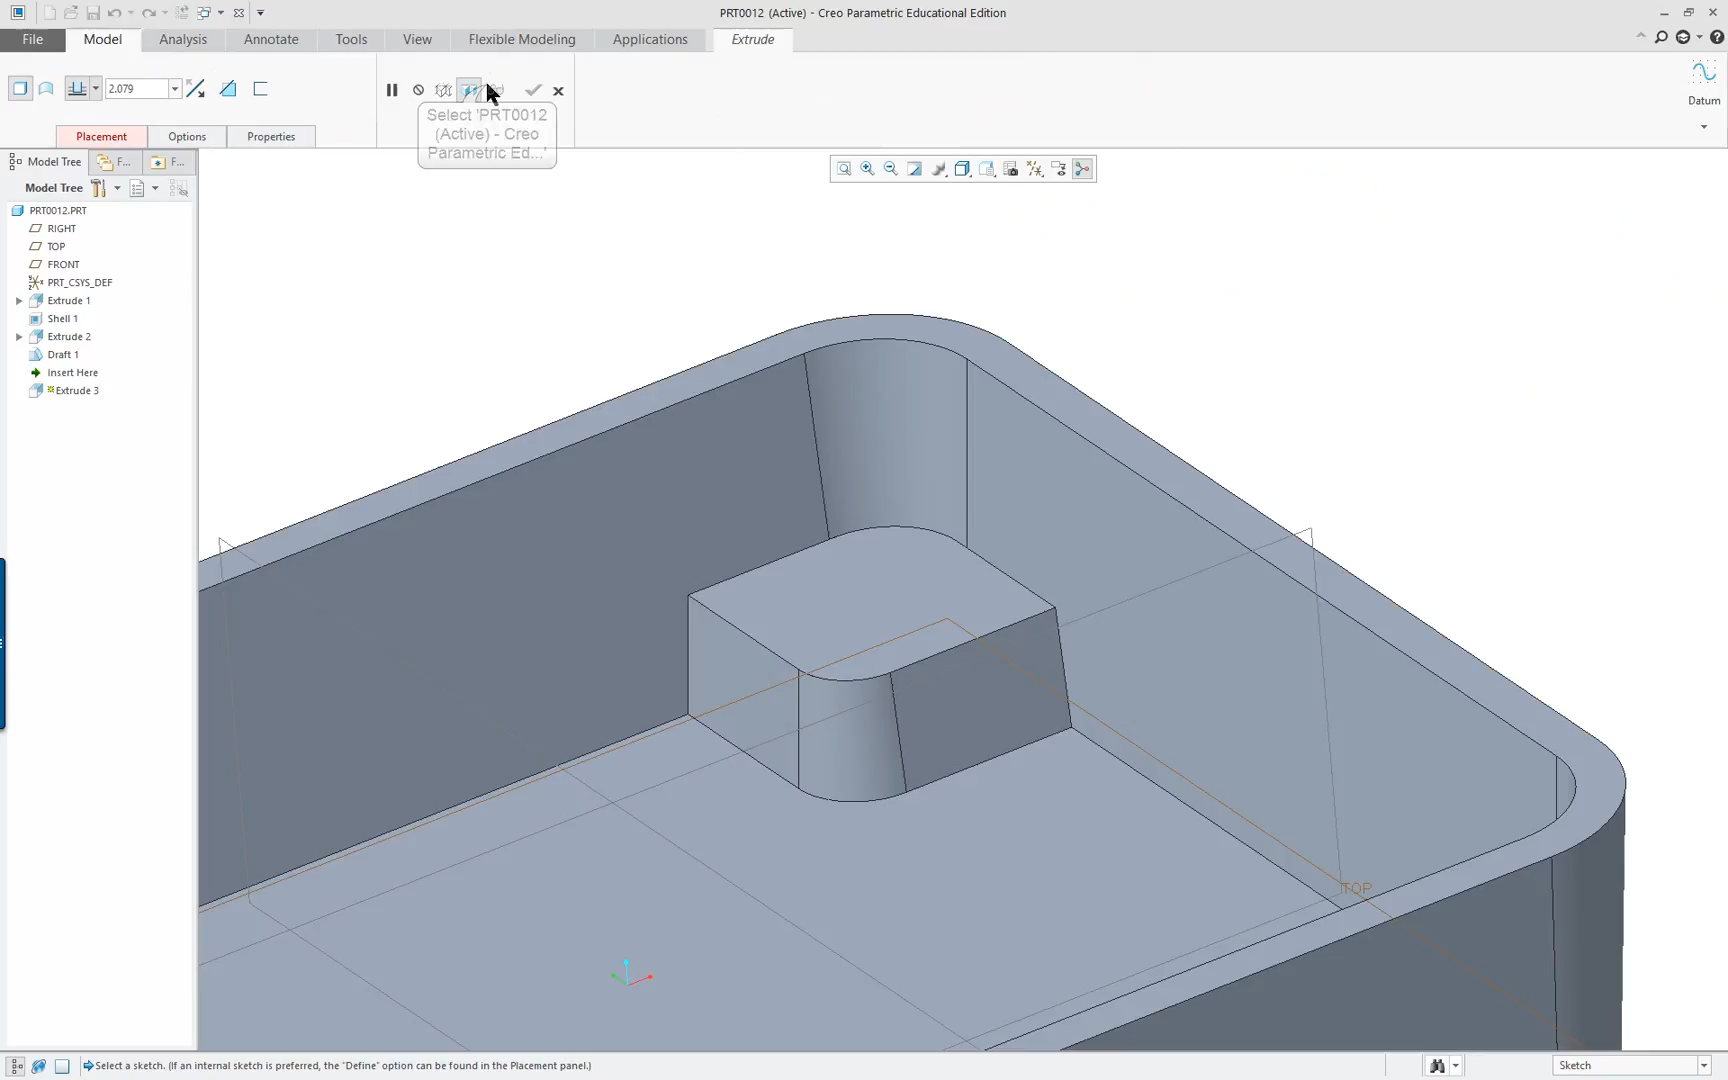 PRT0012 (Active) - Creo Parametric Educational Edition
File
Model
Analysis
Annotate
Tools
View
Flexible Modeling
Applications
Extrude
2.079
Datum
Select 'PRT0012
(Active) - Creo
Parametric Ed...'
Placement
Options
Properties
Model Tree
F...
F...
Model Tree
PRT0012.PRT
RIGHT
TOP
FRONT
PRT_CSYS_DEF
Extrude 1
Shell 1
Extrude 2
Draft 1
Insert Here
Extrude 3
TOP
Select a sketch. (If an internal sketch is preferred, the "Define" option can be found in the Placement panel.)
Sketch